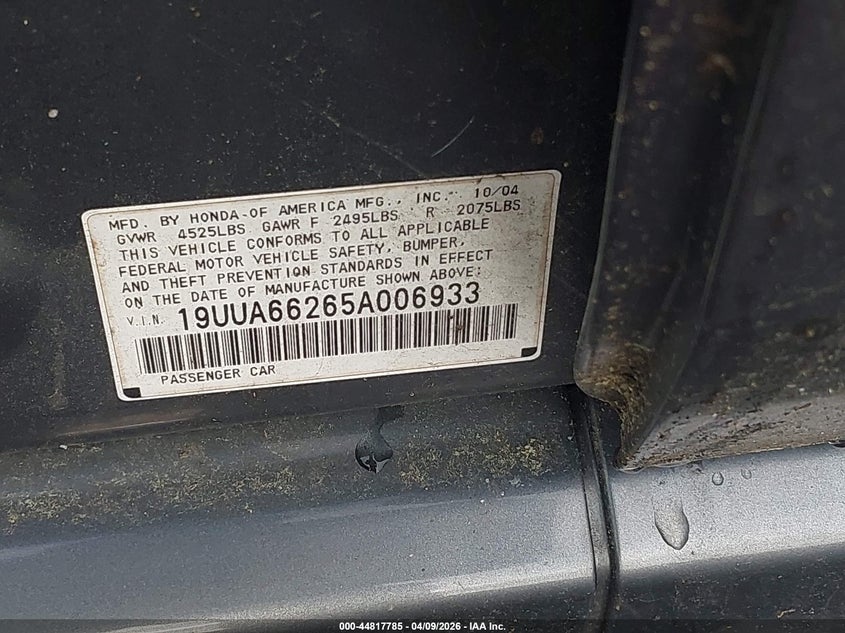 MFD. BY HONDA OF AMERICA MFG., INC. 10/04
GVWR 4525LBS GAWR F 2495LBS R 2075LBS
THIS VEHICLE CONFORMS TO ALL APPLICABLE
FEDERAL MOTOR VEHICLE SAFETY, BUMPER,
AND THEFT PREVENTION STANDARDS IN EFFECT
ON THE DATE OF MANUFACTURE SHOWN ABOVE:
V.I.N. 19UUA66265A006933
PASSENGER CAR
000-44817785 - 04/09/2026 - IAA Inc.